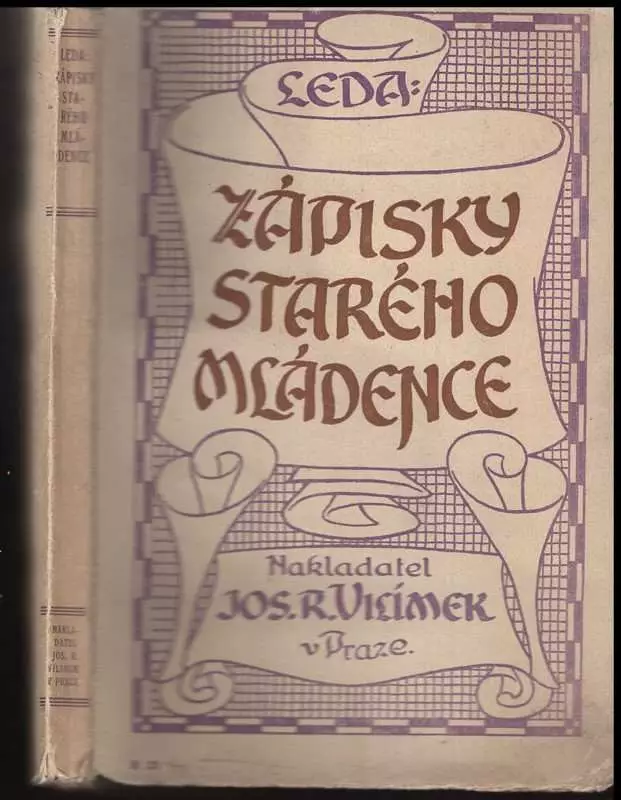 LEDA:
ZÁPISKY
STA-
RÉHO
MLÁ-
DENCE
NAKLA-
DATEL
JOS. R.
VILÍMEK
V PRAZE
LEDA:
ZÁPISKY
STARÉHO
MLÁDENCE
Nakladatel
JOS. R. VILÍMEK
v Praze.